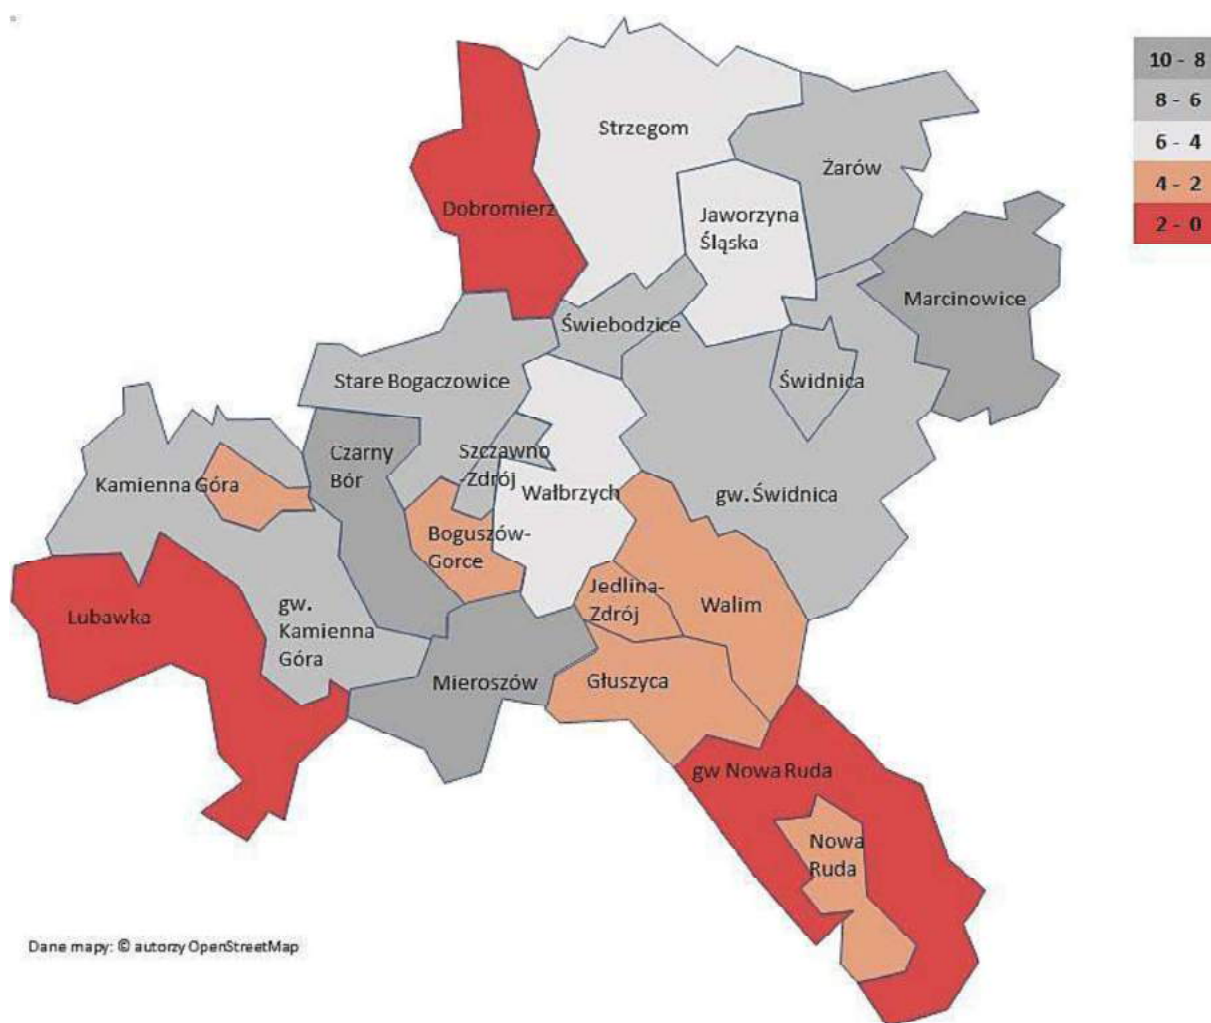 10 - 8
8 - 6
6 - 4
4 - 2
2 - 0
Strzegom
Żarów
Dobromierz
Jaworzyna
Śląska
Marcinowice
Świebodzice
Stare Bogaczowice
Świdnica
Czarny
Bór
Szczawno
-Zdrój
Kamienna Góra
Wałbrzych
gw. Świdnica
Boguszów-
Gorce
Jedlina-
Zdrój
Walim
Lubawka
gw.
Kamienna
Góra
Mieroszów
Głuszyca
gw Nowa Ruda
Nowa
Ruda
Dane mapy: © autorzy OpenStreetMap